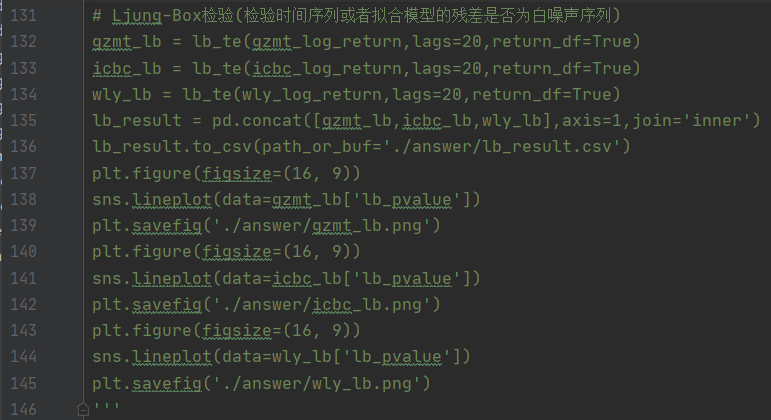 131 # Ljung-Box检验(检验时间序列或者拟合模型的残差是否为白噪声序列)
132 gzmt_lb = lb_te(gzmt_log_return,lags=20,return_df=True)
133 icbc_lb = lb_te(icbc_log_return,lags=20,return_df=True)
134 wly_lb = lb_te(wly_log_return,lags=20,return_df=True)
135 lb_result = pd.concat([gzmt_lb,icbc_lb,wly_lb],axis=1,join='inner')
136 lb_result.to_csv(path_or_buf='./answer/lb_result.csv')
137 plt.figure(figsize=(16, 9))
138 sns.lineplot(data=gzmt_lb['lb_pvalue'])
139 plt.savefig('./answer/gzmt_lb.png')
140 plt.figure(figsize=(16, 9))
141 sns.lineplot(data=icbc_lb['lb_pvalue'])
142 plt.savefig('./answer/icbc_lb.png')
143 plt.figure(figsize=(16, 9))
144 sns.lineplot(data=wly_lb['lb_pvalue'])
145 plt.savefig('./answer/wly_lb.png')
146 '''